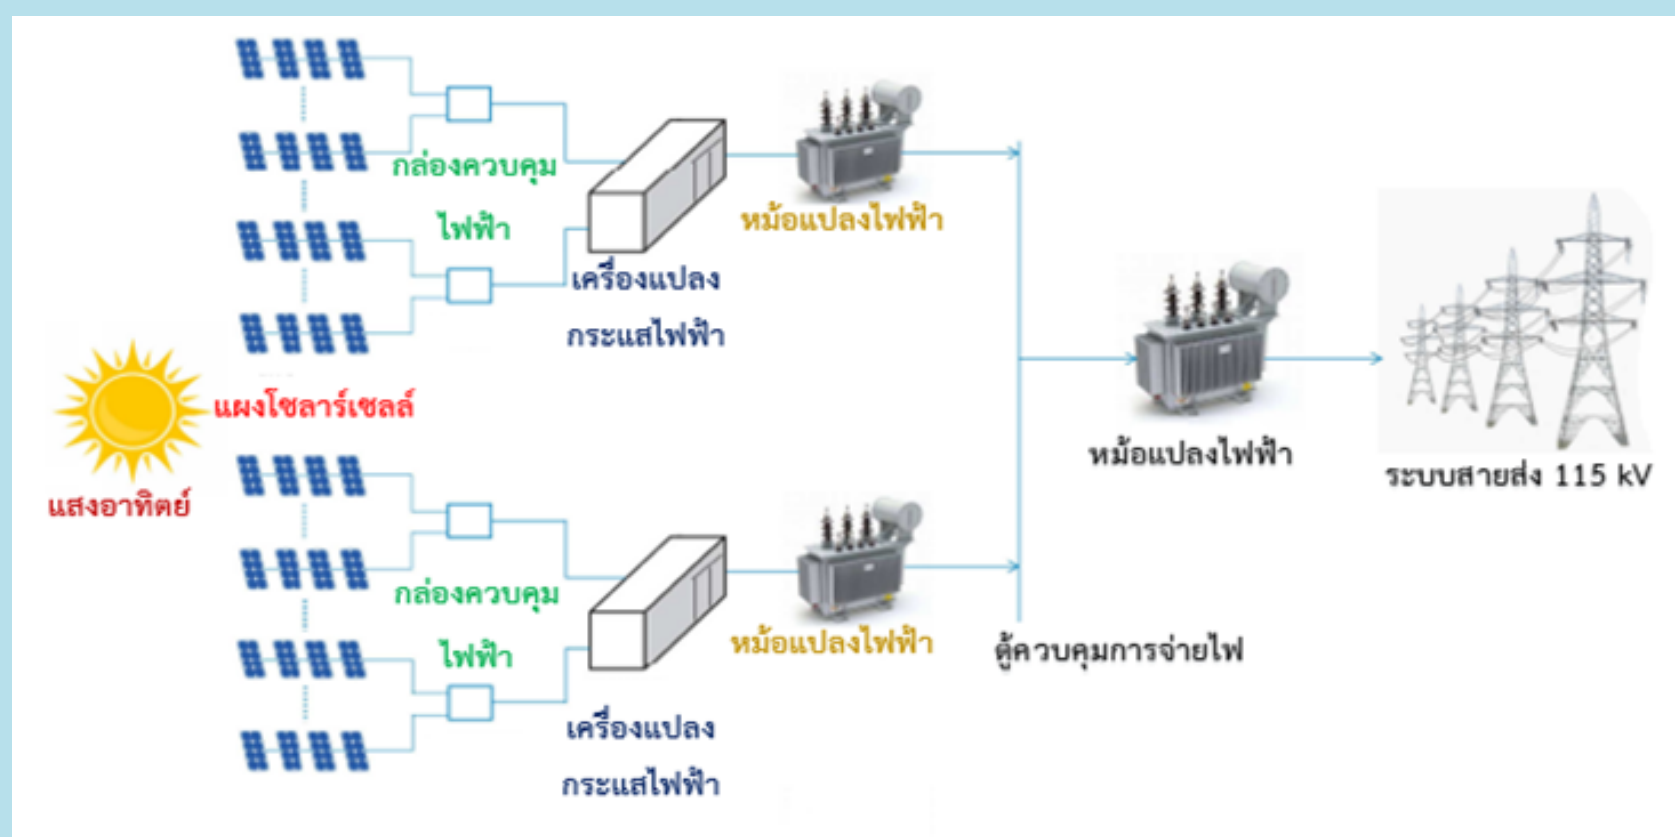 กล่องควบคุม
ไฟฟ้า
เครื่องแปลง
กระแสไฟฟ้า
หม้อแปลงไฟฟ้า
แผงโซลาร์เซลล์
แสงอาทิตย์
หม้อแปลงไฟฟ้า
ระบบสายส่ง 115 kV
กล่องควบคุม
ไฟฟ้า
เครื่องแปลง
กระแสไฟฟ้า
หม้อแปลงไฟฟ้า
ตู้ควบคุมการจ่ายไฟ